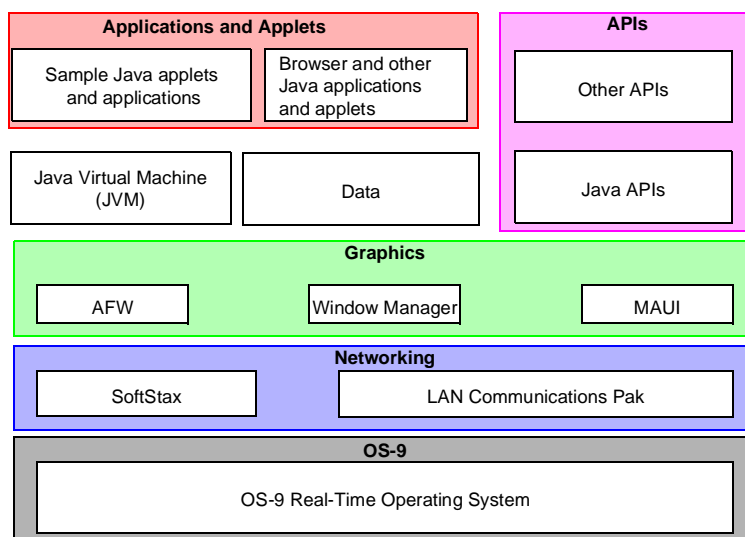 Applications and Applets
Sample Java applets
and applications
Browser and other
Java applications
and applets
APIs
Other APIs
Java APIs
Java Virtual Machine
(JVM)
Data
Graphics
AFW
Window Manager
MAUI
Networking
SoftStax
LAN Communications Pak
OS-9
OS-9 Real-Time Operating System